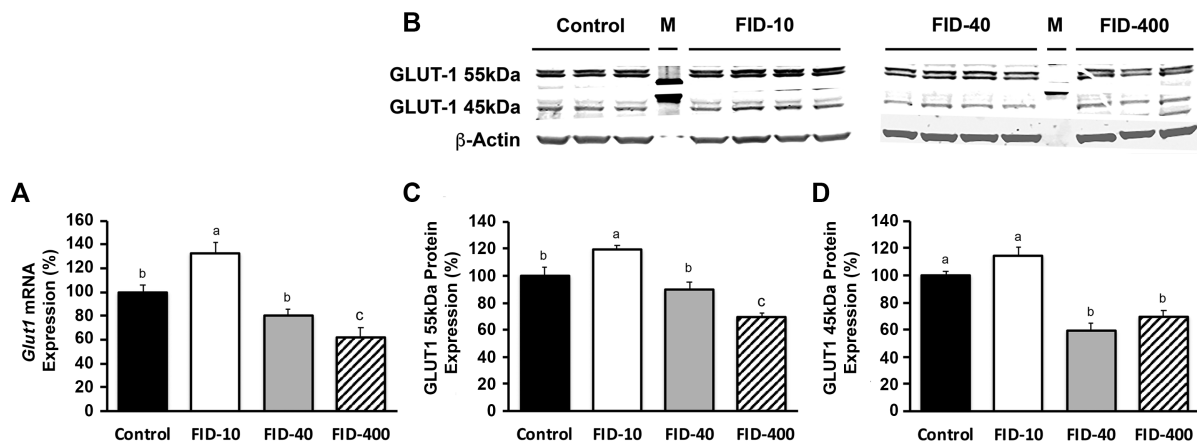 B
Control M FID-10 FID-40 M FID-400
GLUT-1 55kDa
GLUT-1 45kDa
β-Actin
A
Glut1 mRNA
Expression (%)
160
140
120
100
80
60
40
20
0
b
a
b
c
Control FID-10 FID-40 FID-400
C
GLUT1 55kDa Protein
Expression (%)
140
120
100
80
60
40
20
0
b
a
b
c
Control FID-10 FID-40 FID-400
D
GLUT1 45kDa Protein
Expression (%)
140
120
100
80
60
40
20
0
a
a
b
b
Control FID-10 FID-40 FID-400